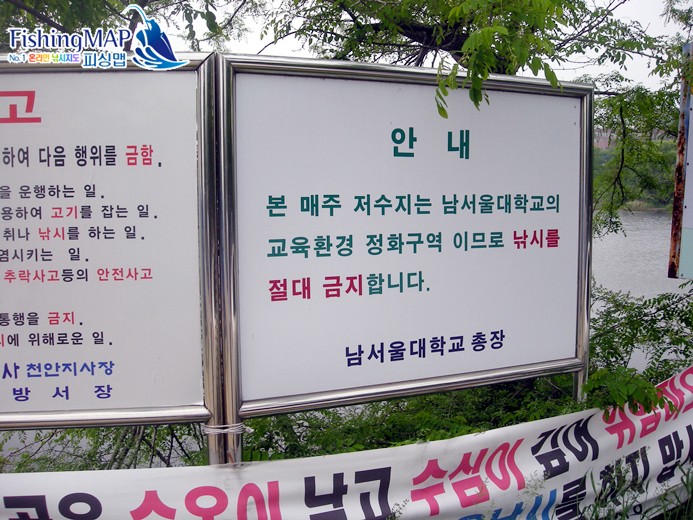 FishingMAP
No.1 온라인 낚시지도 피싱맵
고
하여 다음 행위를 금함.
을 운행하는 일.
용하여 고기를 잡는 일.
취나 낚시를 하는 일.
염시키는 일.
추락사고등의 안전사고
통행을 금지.
에 위해로운 일.
사 천안지사장
방 서 장
안 내
본 매주 저수지는 남서울대학교의
교육환경 정화구역 이므로 낚시를
절대 금지합니다.
남서울대학교 총장
수온이 낮고 수심이 깊어
를 하지 맙시